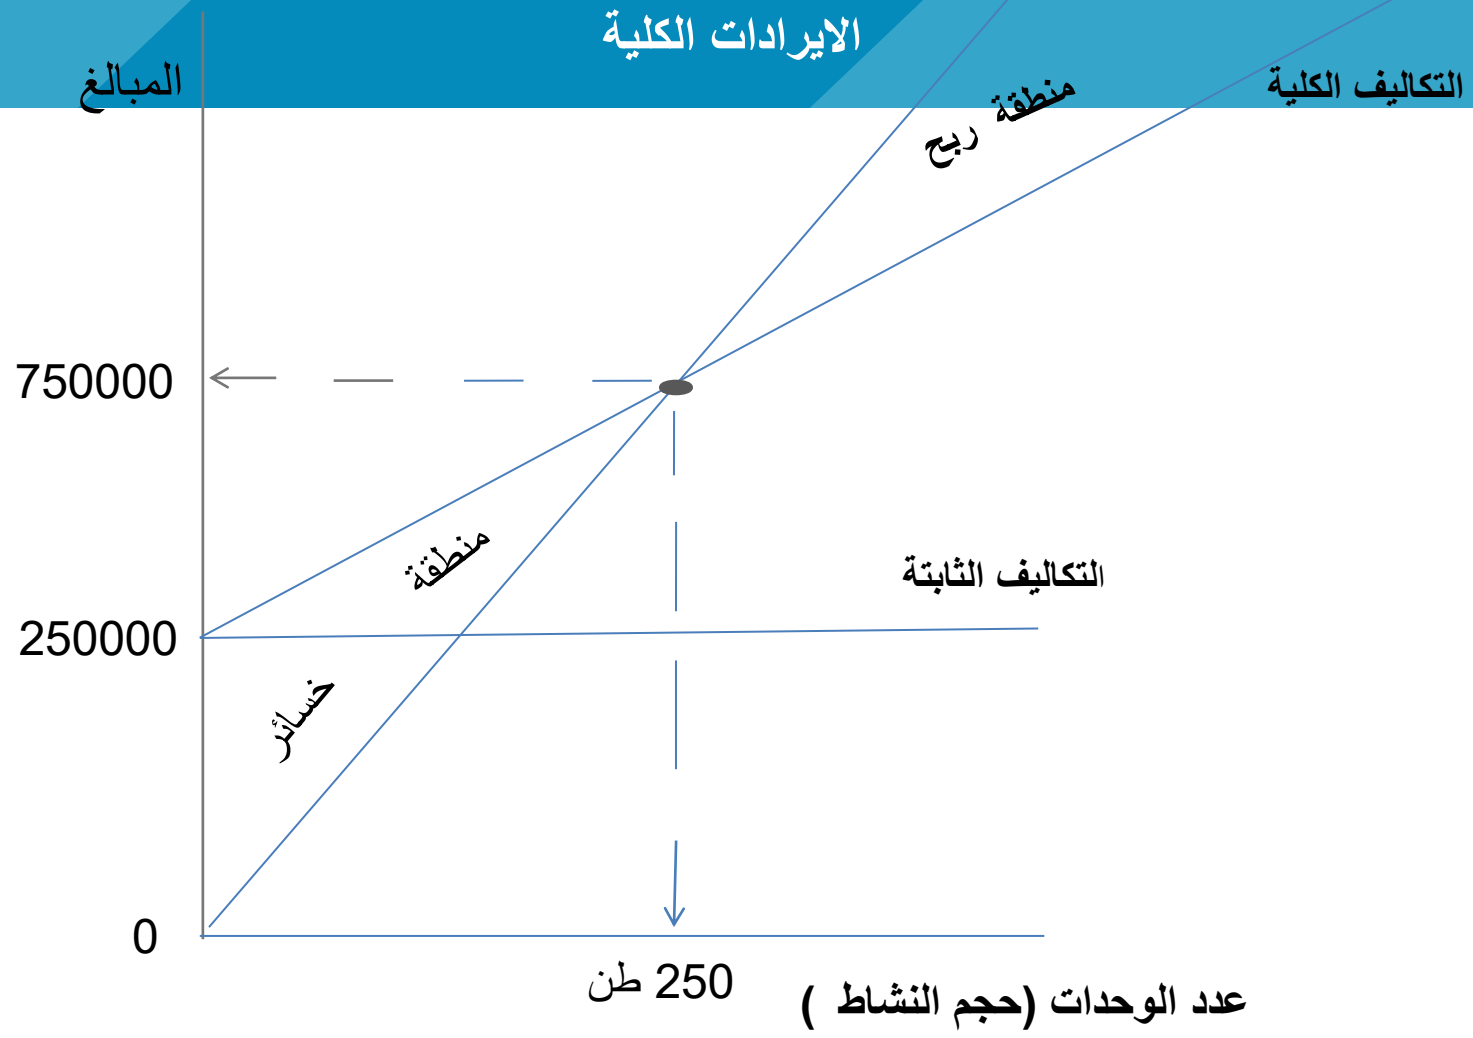 الايرادات الكلية
المبالغ
التكاليف الكلية
منطقة ربح
750000
منطقة
خسائر
التكاليف الثابتة
250000
0
250 طن
عدد الوحدات (حجم النشاط )